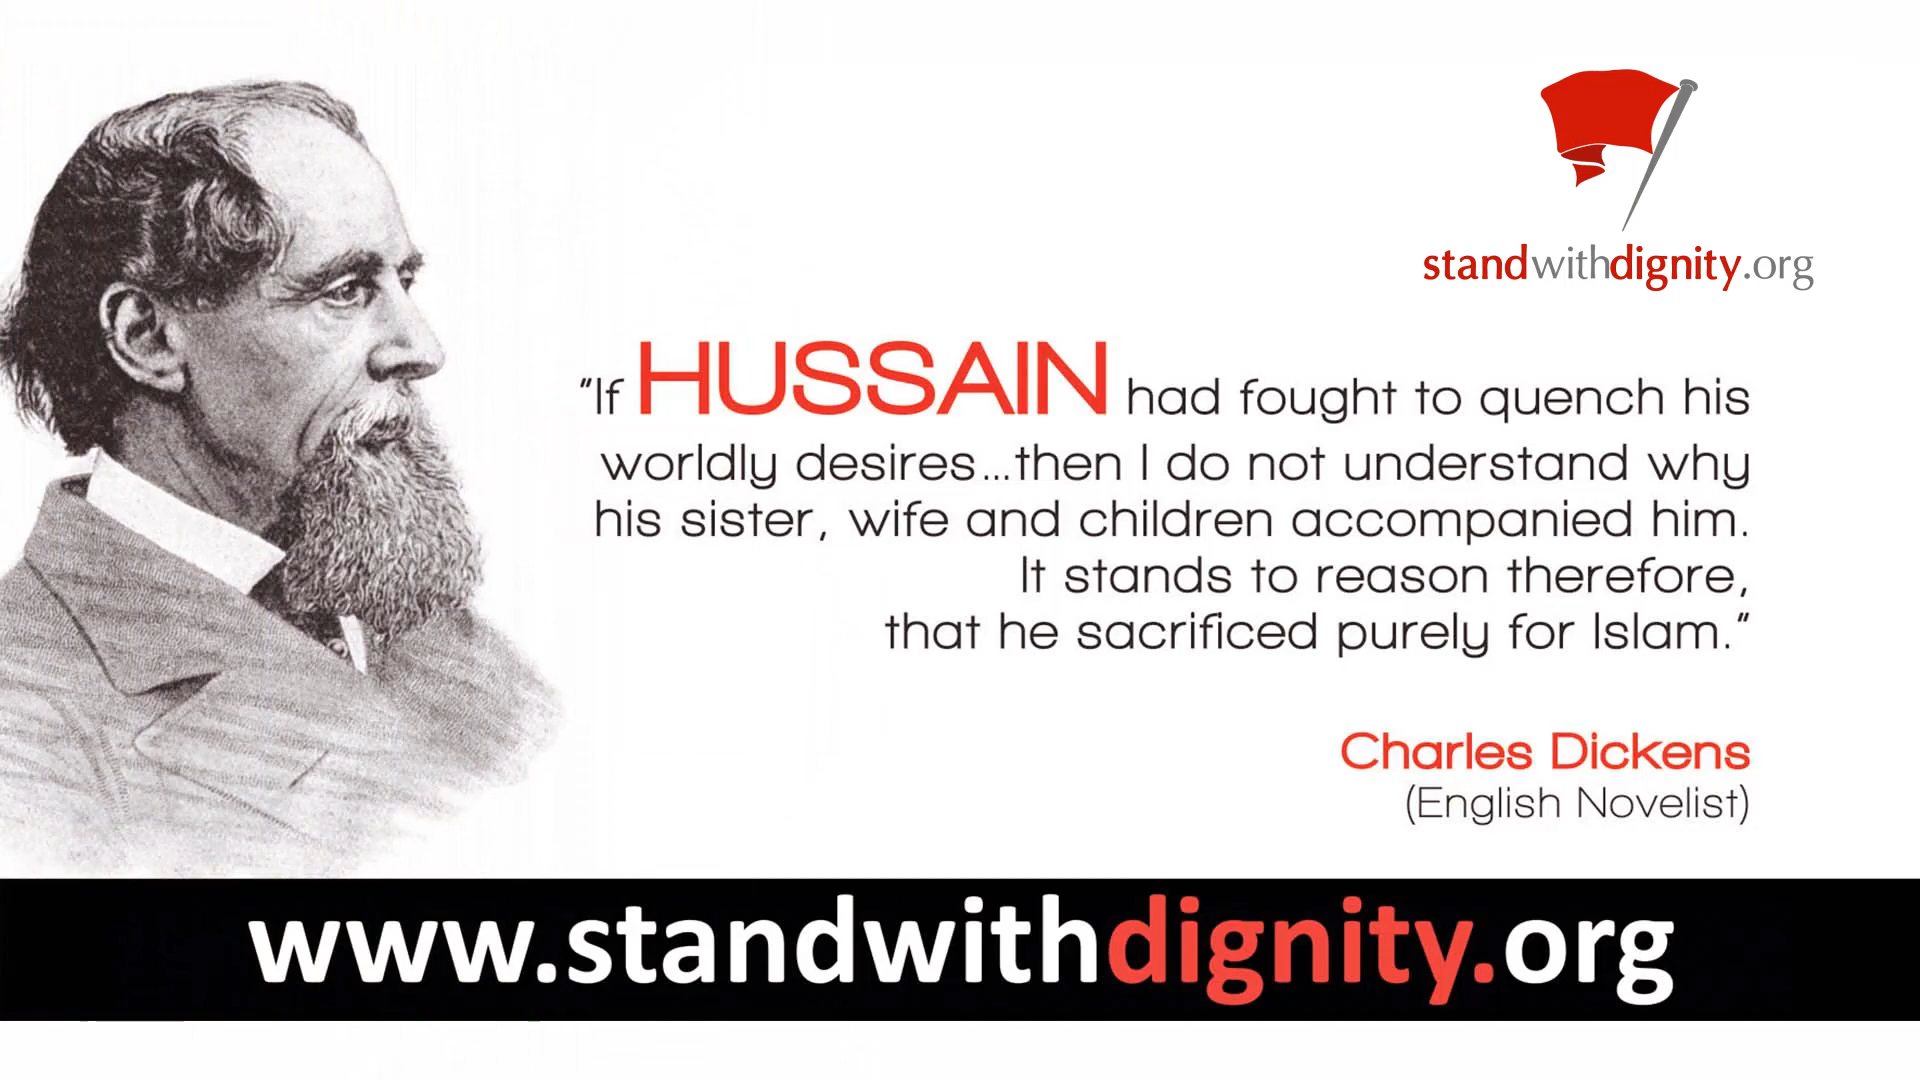 standwithdignity.org
"If HUSSAIN had fought to quench his
worldly desires...then I do not understand why
his sister, wife and children accompanied him.
It stands to reason therefore,
that he sacrificed purely for Islam."
Charles Dickens
(English Novelist)
www.standwithdignity.org